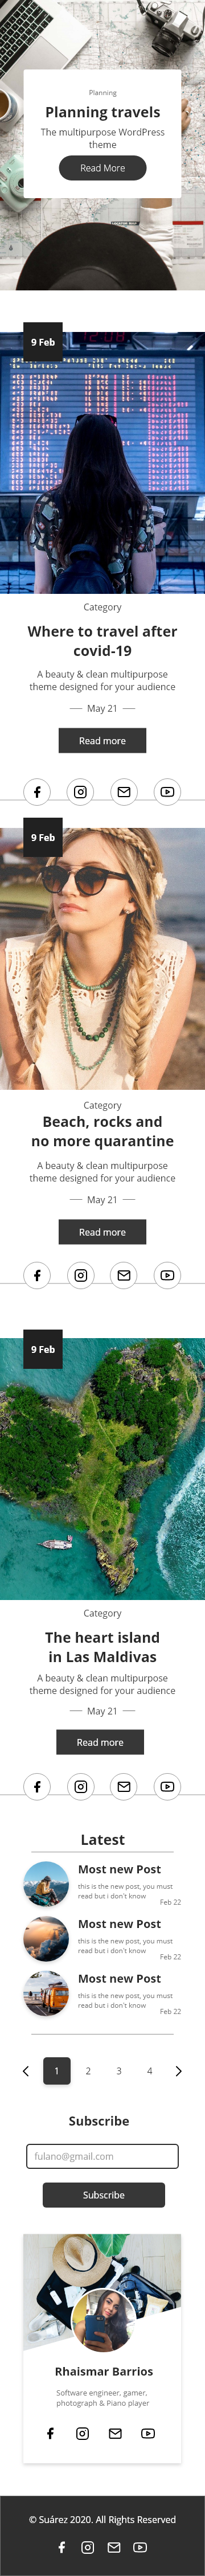 Planning
Planning travels
The multipurpose WordPress
theme
Read More
9 Feb
Category
Where to travel after
covid-19
A beauty & clean multipurpose
theme designed for your audience
May 21
Read more
9 Feb
Category
Beach, rocks and
no more quarantine
A beauty & clean multipurpose
theme designed for your audience
May 21
Read more
9 Feb
Category
The heart island
in Las Maldivas
A beauty & clean multipurpose
theme designed for your audience
May 21
Read more
Latest
Most new Post
this is the new post, you must
read but i don't know
Feb 22
Most new Post
this is the new post, you must
read but i don't know
Feb 22
Most new Post
this is the new post, you must
read but i don't know
Feb 22
1 2 3 4
Subscribe
fulano@gmail.com
Subscribe
Rhaismar Barrios
Software engineer, gamer,
photograph & Piano player
© Suárez 2020. All Rights Reserved